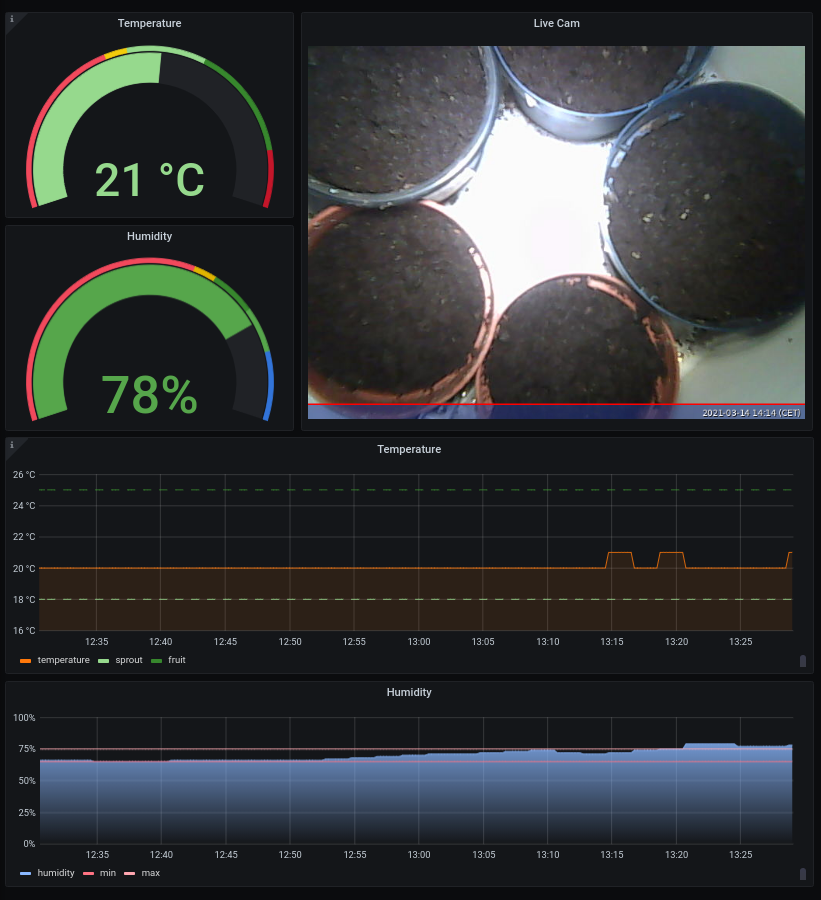 Temperature
21 °C
Live Cam
2021-03-14 14:14 (CET)
Humidity
78%
Temperature
26 °C
24 °C
22 °C
20 °C
18 °C
16 °C
12:35 12:40 12:45 12:50 12:55 13:00 13:05 13:10 13:15 13:20 13:25
temperature sprout fruit
Humidity
100%
75%
50%
25%
0%
12:35 12:40 12:45 12:50 12:55 13:00 13:05 13:10 13:15 13:20 13:25
humidity min max